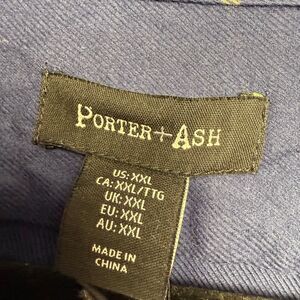 PORTER+ASH
US: XXL
CA: XXL/TTG
UK: XXL
EU: XXL
AU: XXL
MADE IN
CHINA